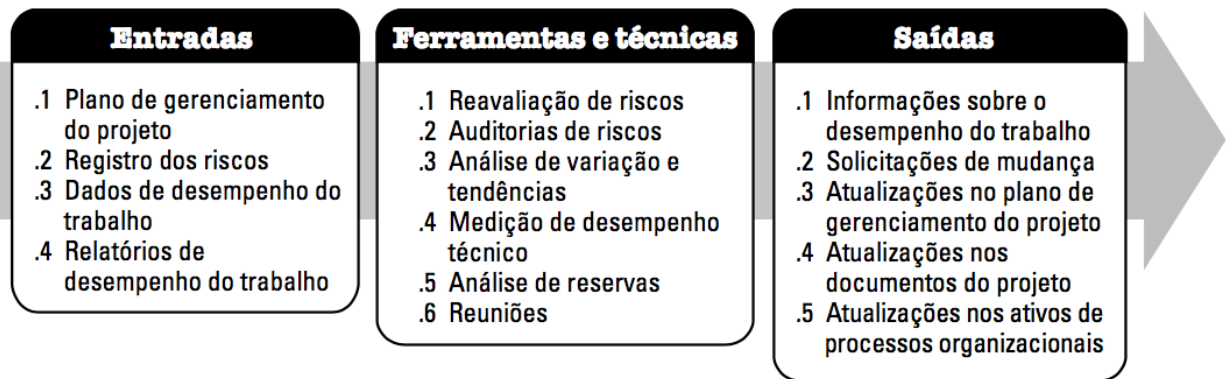 Entradas
.1 Plano de gerenciamento
do projeto
.2 Registro dos riscos
.3 Dados de desempenho do
trabalho
.4 Relatórios de
desempenho do trabalho
Ferramentas e técnicas
.1 Reavaliação de riscos
.2 Auditorias de riscos
.3 Análise de variação e
tendências
.4 Medição de desempenho
técnico
.5 Análise de reservas
.6 Reuniões
Saídas
.1 Informações sobre o
desempenho do trabalho
.2 Solicitações de mudança
.3 Atualizações no plano de
gerenciamento do projeto
.4 Atualizações nos
documentos do projeto
.5 Atualizações nos ativos de
processos organizacionais